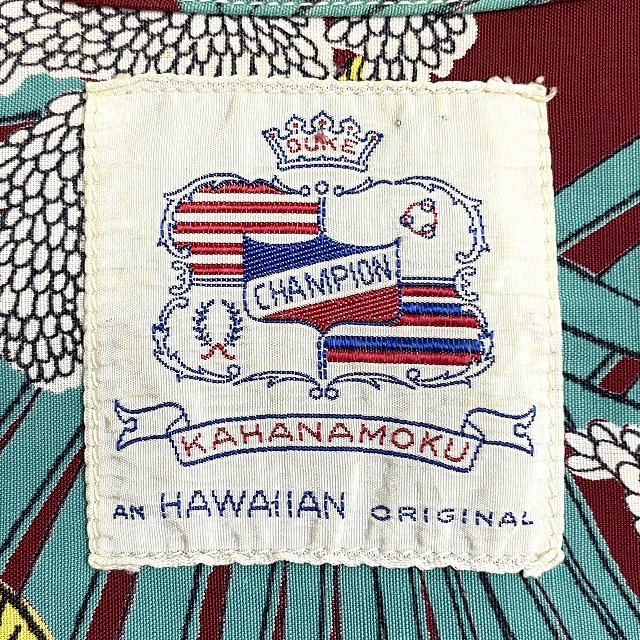 DUKE
CHAMPION
KAHANAMOKU
AN HAWAIIAN ORIGINAL